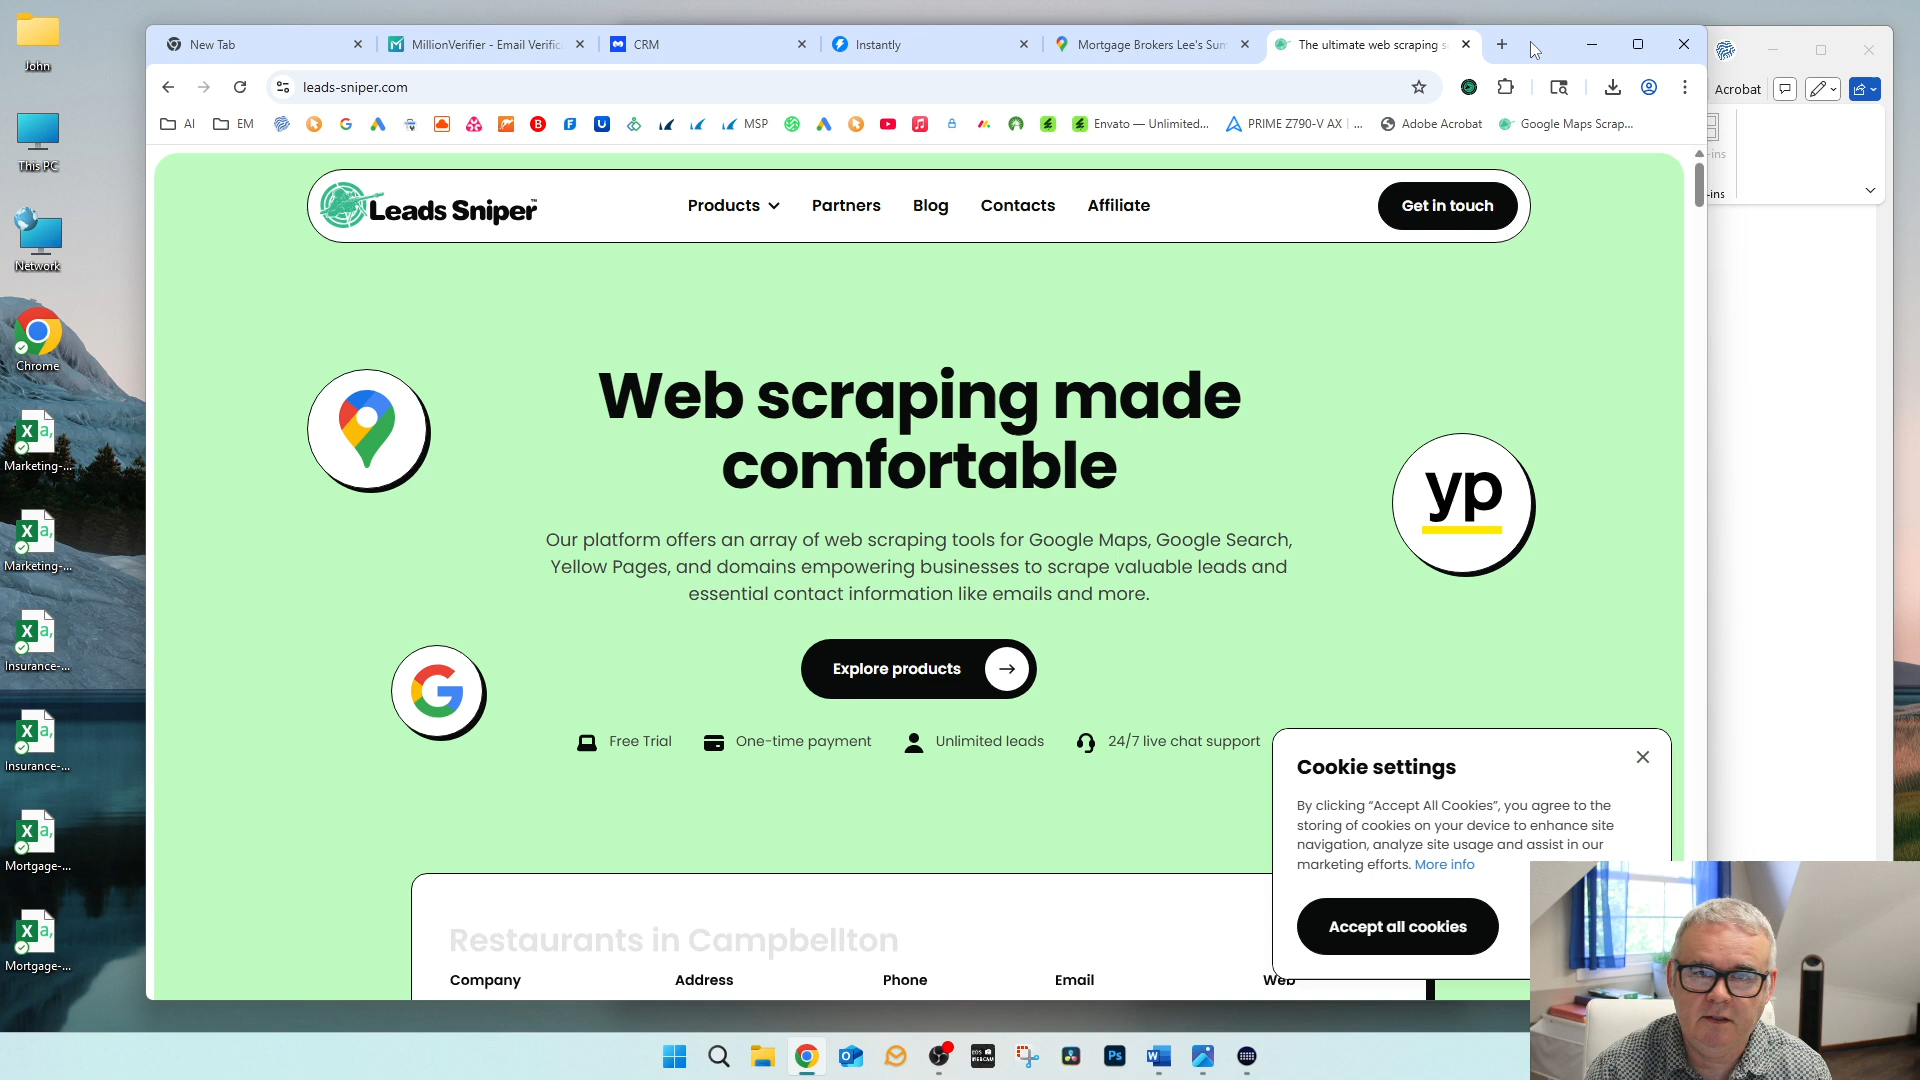 John
This PC
Network
Chrome
Marketing-...
Marketing-...
Insurance-...
Insurance-...
Mortgage-...
Mortgage-...
New Tab
MillionVerifier - Email Verific
CRM
Instantly
Mortgage Brokers Lee's Sum
The ultimate web scraping s
leads-sniper.com
AI
EM
MSP
Envato — Unlimited...
PRIME Z790-V AX | ...
Adobe Acrobat
Google Maps Scrap...
Acrobat
-ins
-ins
Leads Sniper™
Products
Partners
Blog
Contacts
Affiliate
Get in touch
Web scraping made
comfortable
yp
Our platform offers an array of web scraping tools for Google Maps, Google Search,
Yellow Pages, and domains empowering businesses to scrape valuable leads and
essential contact information like emails and more.
Explore products
Free Trial
One-time payment
Unlimited leads
24/7 live chat support
Cookie settings
By clicking “Accept All Cookies”, you agree to the
storing of cookies on your device to enhance site
navigation, analyze site usage and assist in our
marketing efforts. More info
Accept all cookies
Restaurants in Campbellton
Company
Address
Phone
Email
Web